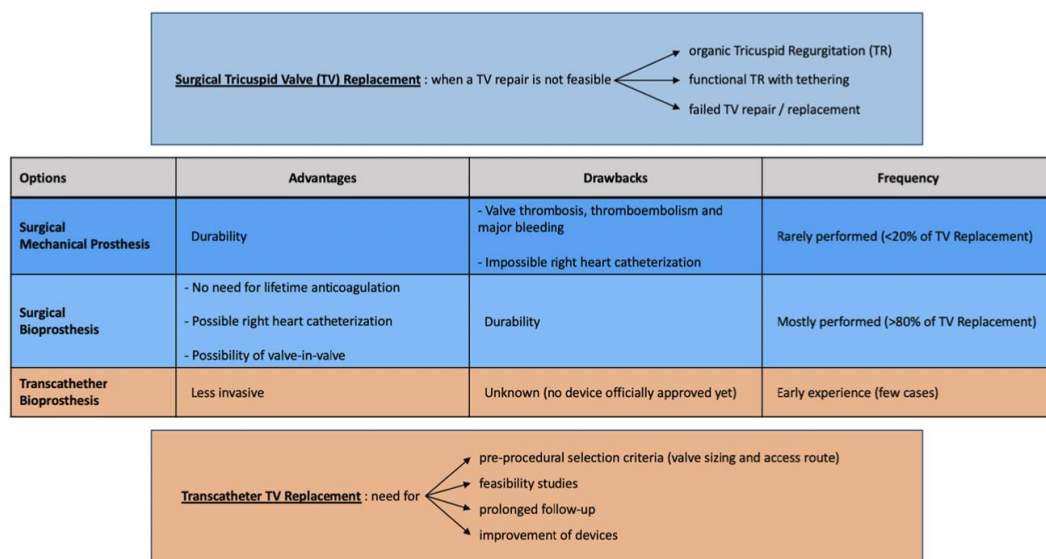 organic Tricuspid Regurgitation (TR)
Surgical Tricuspid Valve (TV) Replacement : when a TV repair is not feasible
functional TR with tethering
failed TV repair / replacement
Options
Advantages
Drawbacks
Frequency
Surgical
Mechanical Prosthesis
Durability
- Valve thrombosis, thromboembolism and
major bleeding
- Impossible right heart catheterization
Rarely performed (<20% of TV Replacement)
Surgical
Bioprosthesis
- No need for lifetime anticoagulation
- Possible right heart catheterization
- Possibility of valve-in-valve
Durability
Mostly performed (>80% of TV Replacement)
Transcathether
Bioprosthesis
Less invasive
Unknown (no device officially approved yet)
Early experience (few cases)
pre-procedural selection criteria (valve sizing and access route)
feasibility studies
Transcatheter TV Replacement : need for
prolonged follow-up
improvement of devices